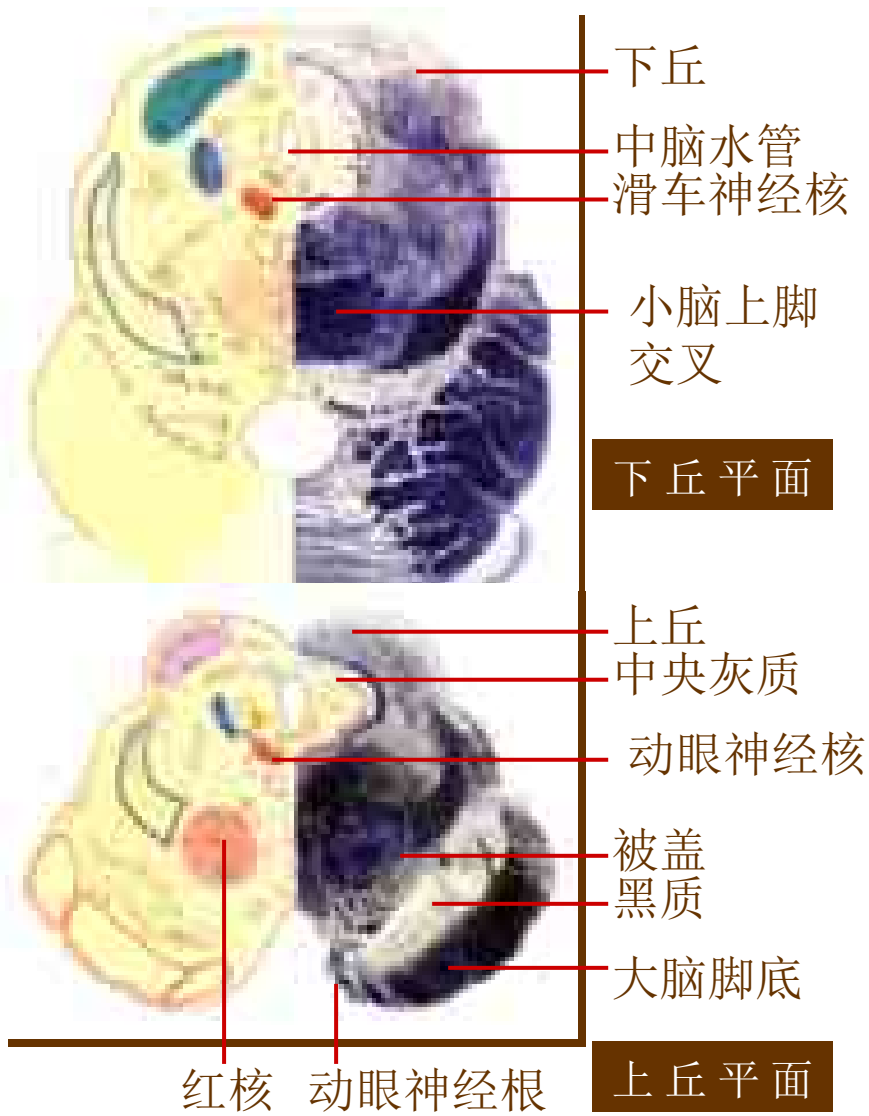 下丘
中脑水管
滑车神经核
小脑上脚
交叉
下丘平面
上丘
中央灰质
动眼神经核
被盖
黑质
大脑脚底
红核 动眼神经根
上丘平面